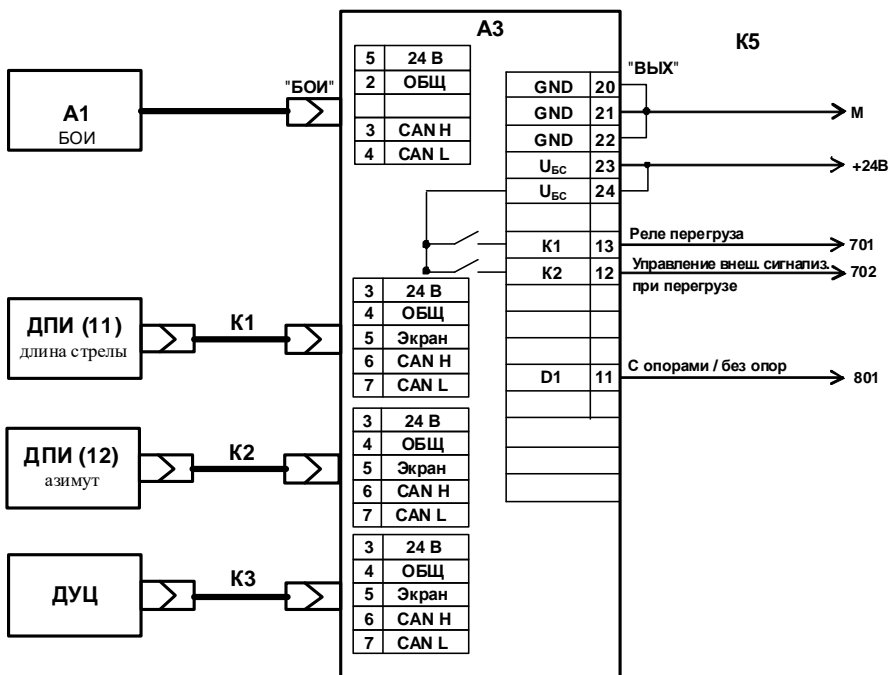 А3
К5
А1
БОИ
"БОИ"
5 24 В
2 ОБЩ
3 CAN H
4 CAN L
"ВЫХ"
GND 20
GND 21
GND 22
UБС 23
UБС 24
К1 13
К2 12
D1 11
М
+24В
Реле перегруза
701
Управление внеш. сигнализ.
при перегрузе
702
С опорами / без опор
801
ДПИ (11)
длина стрелы
К1
3 24 В
4 ОБЩ
5 Экран
6 CAN H
7 CAN L
ДПИ (12)
азимут
К2
3 24 В
4 ОБЩ
5 Экран
6 CAN H
7 CAN L
ДУЦ
К3
3 24 В
4 ОБЩ
5 Экран
6 CAN H
7 CAN L